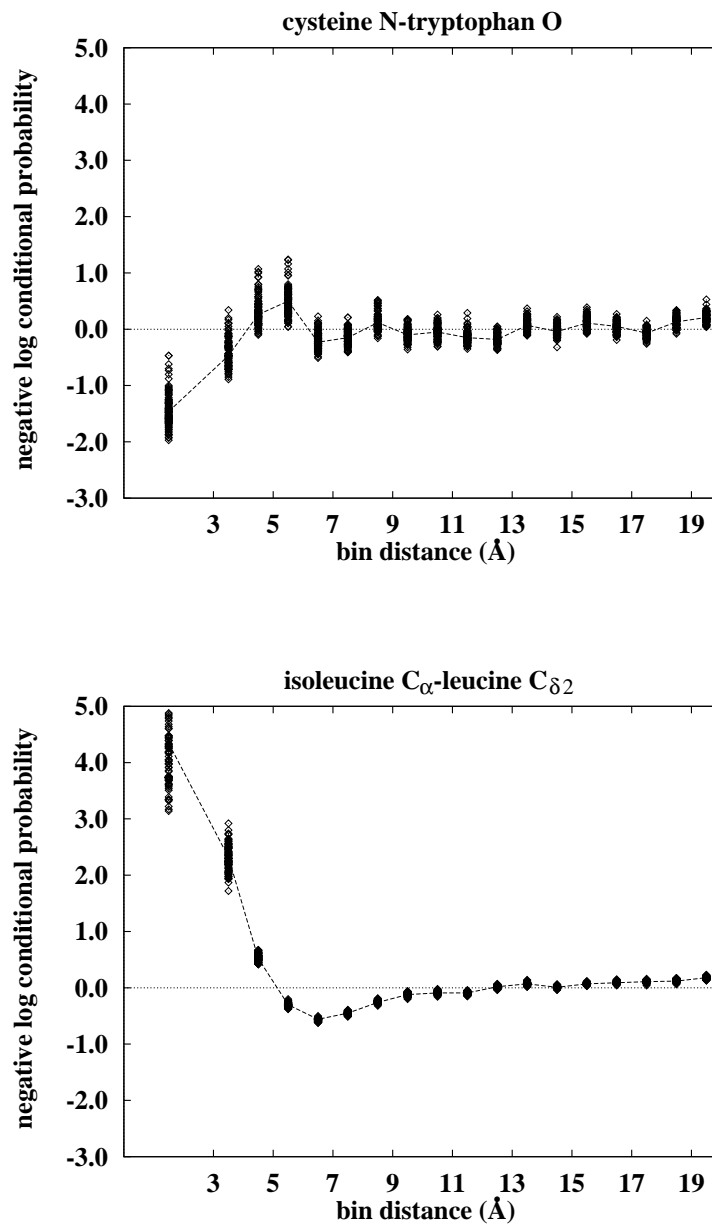 cysteine N-tryptophan O
5.0
4.0
3.0
2.0
1.0
0.0
-1.0
-2.0
-3.0
negative log conditional probability
3 5 7 9 11 13 15 17 19
bin distance (Å)
isoleucine Cα-leucine Cδ2
5.0
4.0
3.0
2.0
1.0
0.0
-1.0
-2.0
-3.0
negative log conditional probability
3 5 7 9 11 13 15 17 19
bin distance (Å)